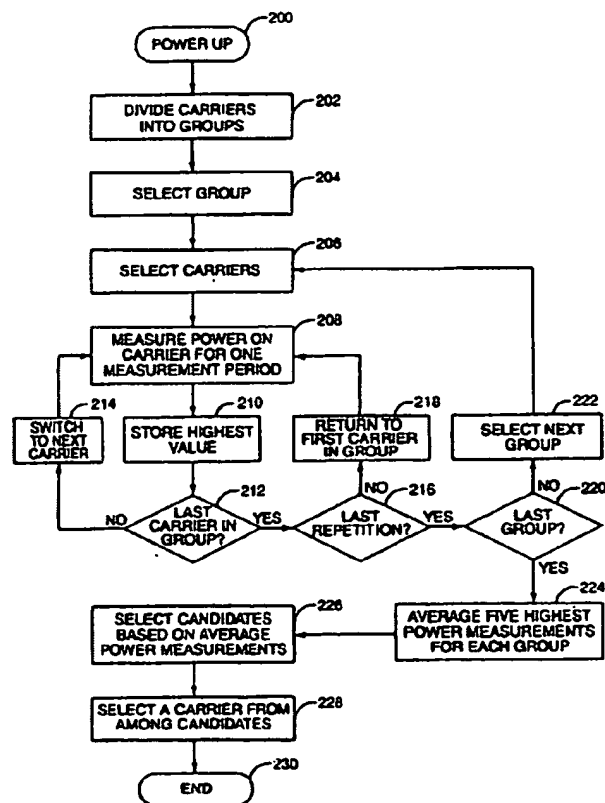 200
POWER UP
202
DIVIDE CARRIERS
INTO GROUPS
204
SELECT GROUP
206
SELECT CARRIERS
208
MEASURE POWER ON
CARRIER FOR ONE
MEASUREMENT PERIOD
214
SWITCH
TO NEXT
CARRIER
210
STORE HIGHEST
VALUE
218
RETURN TO
FIRST CARRIER
IN GROUP
222
SELECT NEXT
GROUP
212
LAST
CARRIER IN
GROUP?
NO
YES
216
LAST
REPETITION?
NO
YES
220
LAST
GROUP?
NO
YES
224
AVERAGE FIVE HIGHEST
POWER MEASUREMENTS
FOR EACH GROUP
226
SELECT CANDIDATES
BASED ON AVERAGE
POWER MEASUREMENTS
228
SELECT A CARRIER FROM
AMONG CANDIDATES
230
END